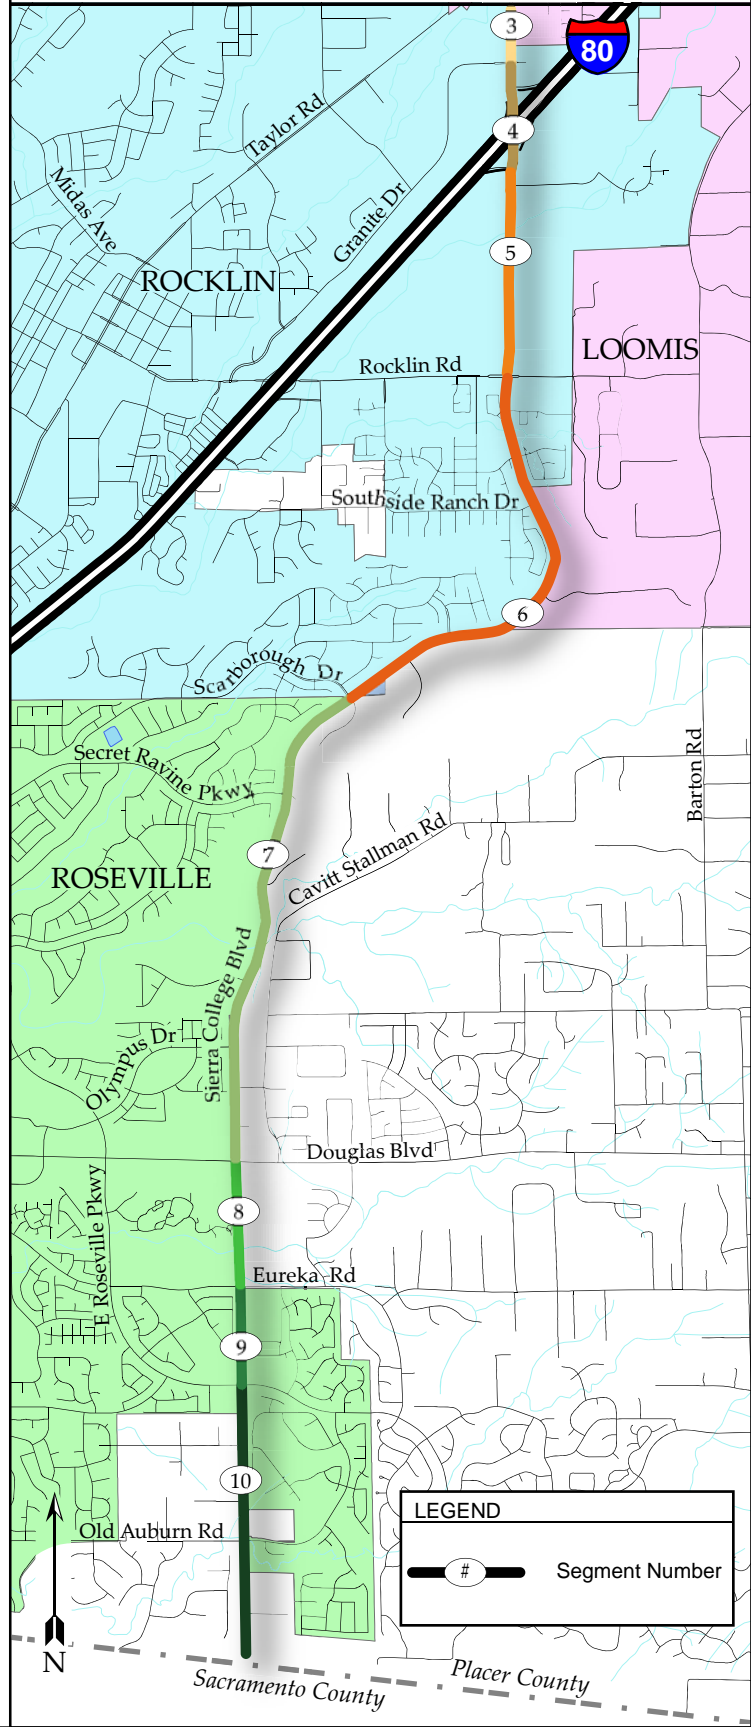 3
80
4
Taylor Rd
Midas Ave
Granite Dr
5
ROCKLIN
LOOMIS
Rocklin Rd
Southside Ranch Dr
6
Scarborough Dr
Secret Ravine Pkwy
Barton Rd
7
Cavitt Stallman Rd
ROSEVILLE
Sierra College Blvd
Olympus Dr
Douglas Blvd
E Roseville Pkwy
8
Eureka Rd
9
10
LEGEND
Old Auburn Rd
# Segment Number
N
Placer County
Sacramento County